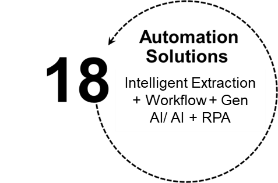 18
Automation
Solutions
Intelligent Extraction
+ Workflow + Gen
AI/ AI + RPA